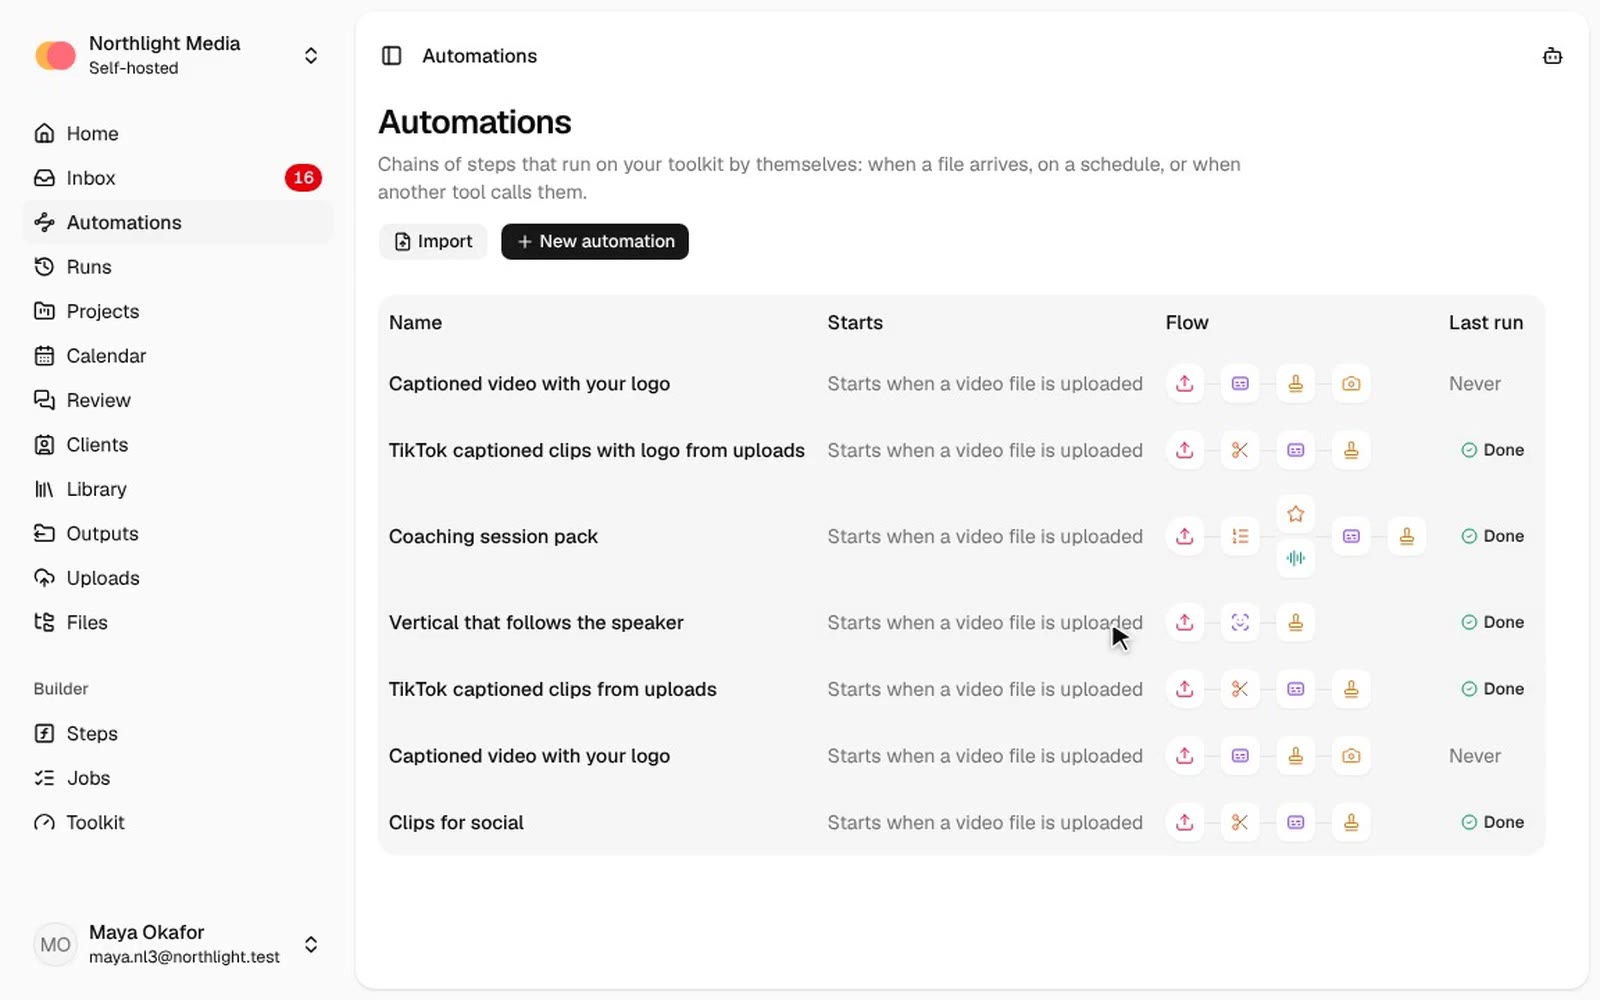 Northlight Media
Self-hosted
Home
Inbox
16
Automations
Runs
Projects
Calendar
Review
Clients
Library
Outputs
Uploads
Files
Builder
Steps
Jobs
Toolkit
MO
Maya Okafor
maya.nl3@northlight.test
Automations
Automations
Chains of steps that run on your toolkit by themselves: when a file arrives, on a schedule, or when
another tool calls them.
Import
New automation
Name Starts Flow Last run
Captioned video with your logo Starts when a video file is uploaded Never
TikTok captioned clips with logo from uploads Starts when a video file is uploaded Done
Coaching session pack Starts when a video file is uploaded Done
Vertical that follows the speaker Starts when a video file is uploaded Done
TikTok captioned clips from uploads Starts when a video file is uploaded Done
Captioned video with your logo Starts when a video file is uploaded Never
Clips for social Starts when a video file is uploaded Done